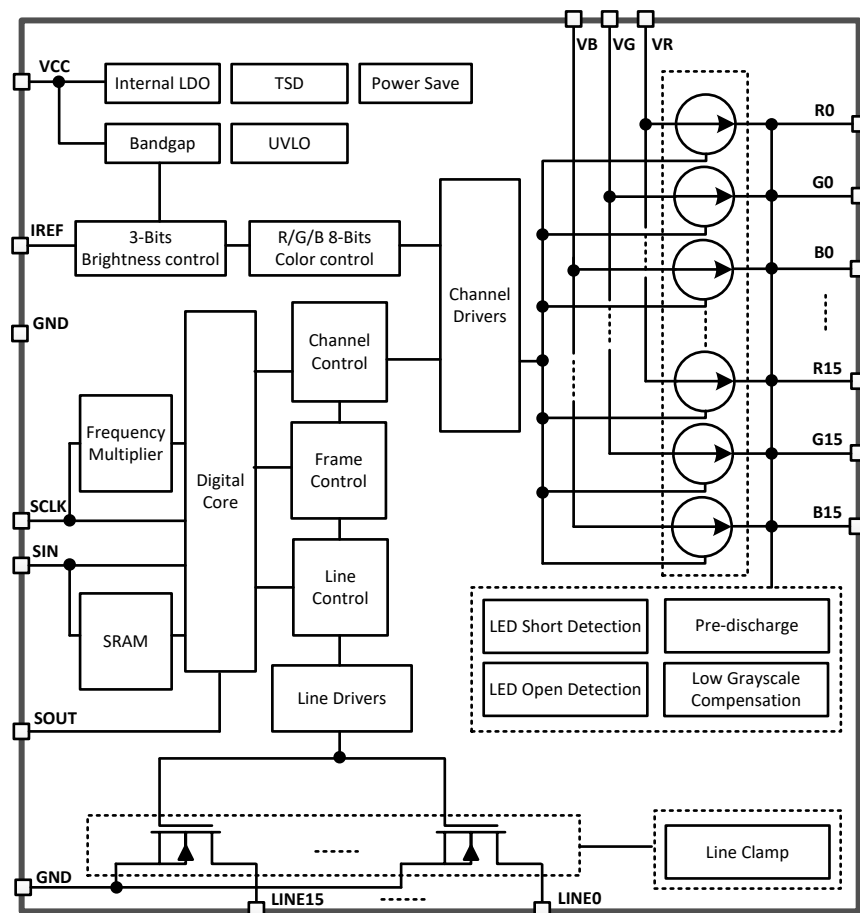 VB VG VR
VCC
Internal LDO
TSD
Power Save
Bandgap
UVLO
R0
G0
B0
R15
G15
B15
IREF
3-Bits
Brightness control
R/G/B 8-Bits
Color control
Channel
Drivers
GND
Channel
Control
Frequency
Multiplier
Digital
Core
Frame
Control
SCLK
SIN
Line
Control
SRAM
SOUT
Line Drivers
LED Short Detection
Pre-discharge
LED Open Detection
Low Grayscale
Compensation
Line Clamp
GND
LINE15
LINE0